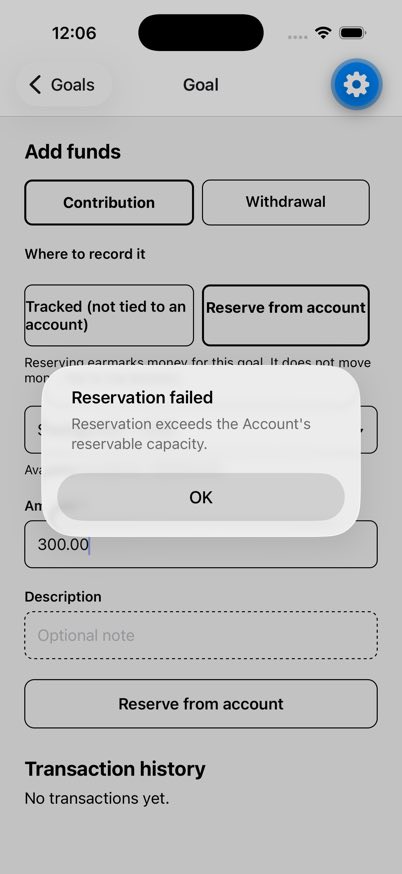 12:06
Goals
Goal
Add funds
Contribution
Withdrawal
Where to record it
Tracked (not tied to an
account)
Reserve from account
Reserving earmarks money for this goal. It does not move
Reservation failed
Reservation exceeds the Account's
reservable capacity.
OK
300.00
Description
Optional note
Reserve from account
Transaction history
No transactions yet.